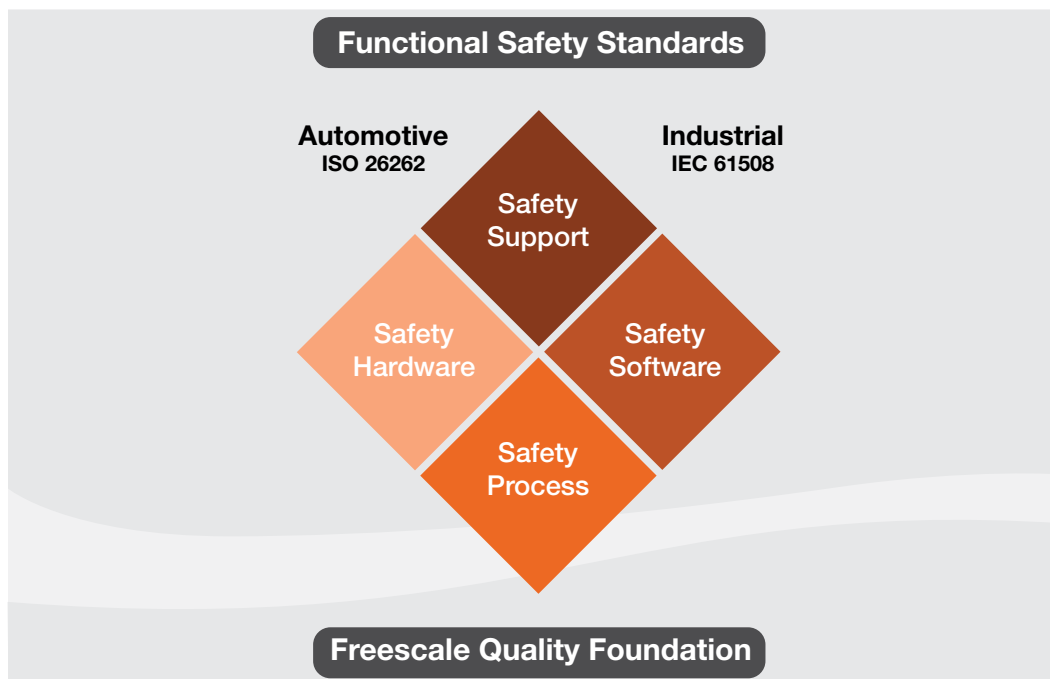 Functional Safety Standards
Automotive
ISO 26262
Industrial
IEC 61508
Safety
Support
Safety
Hardware
Safety
Software
Safety
Process
Freescale Quality Foundation